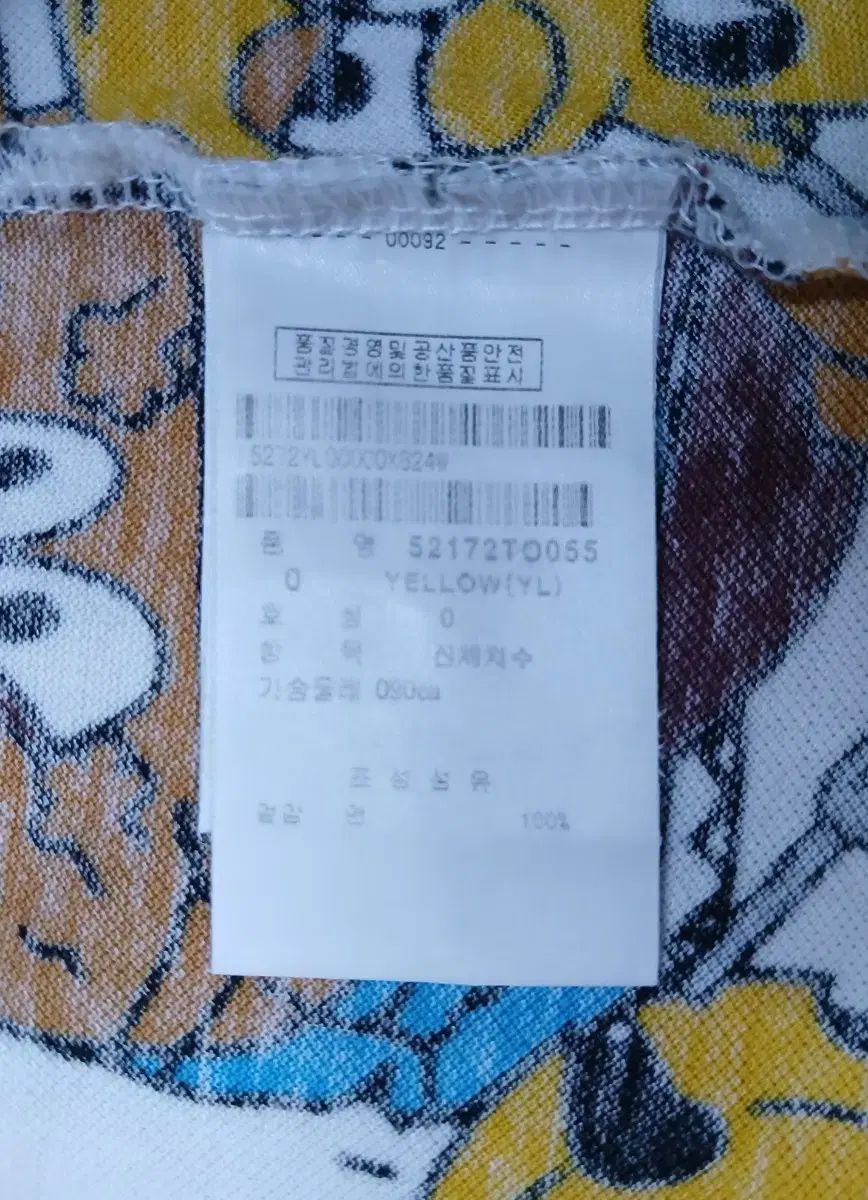 - - - - 00092 - - - - -
품질경영및공산품안전
관리법에의한품질표시
품 명 52172TO055
0 YELLOW(YL)
호 칭 0
항 목 신체치수
가슴둘레 090cm
조성섬유
겉감 면 100%